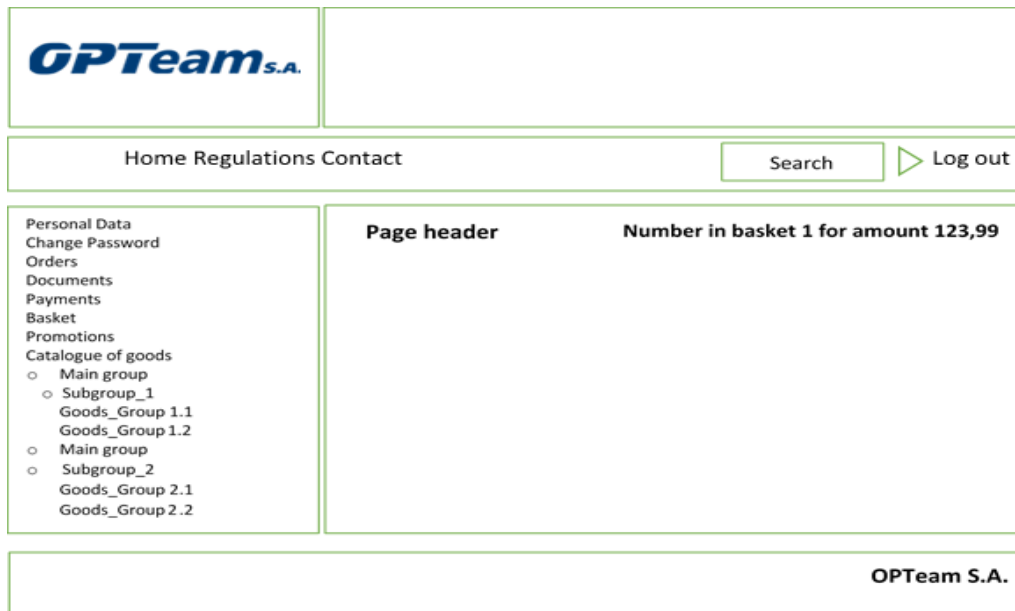 OPTeam S.A.
Home Regulations Contact
Search
Log out
Personal Data
Change Password
Orders
Documents
Payments
Basket
Promotions
Catalogue of goods
Main group
Subgroup_1
Goods_Group 1.1
Goods_Group 1.2
Main group
Subgroup_2
Goods_Group 2.1
Goods_Group 2.2
Page header
Number in basket 1 for amount 123,99
OPTeam S.A.